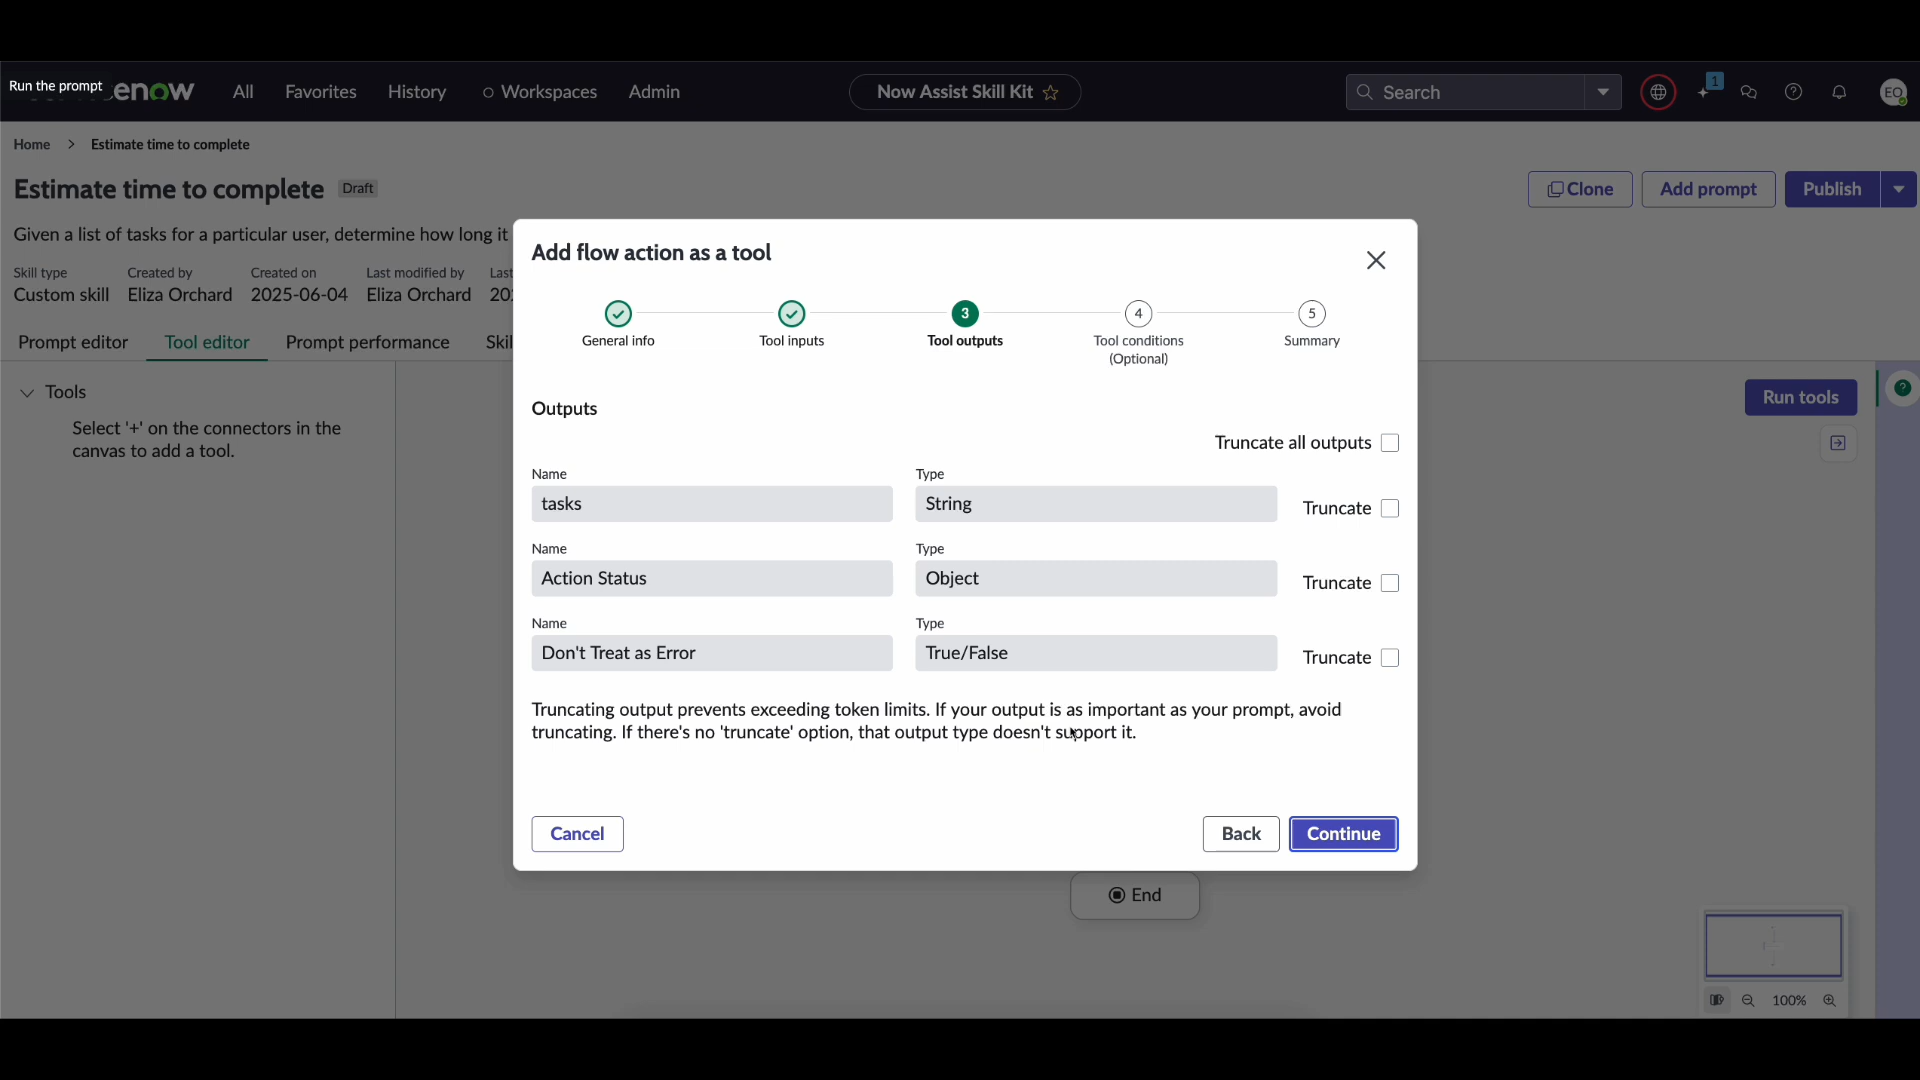 Run the prompt
enow
All
Favorites
History
Workspaces
Admin
Now Assist Skill Kit
Search
1
EO
Home > Estimate time to complete
Estimate time to complete
Draft
Clone
Add prompt
Publish
Given a list of tasks for a particular user, determine how long it
Skill type
Created by
Created on
Last modified by
Last
Custom skill
Eliza Orchard
2025-06-04
Eliza Orchard
Prompt editor
Tool editor
Prompt performance
Tools
Select '+' on the connectors in the
canvas to add a tool.
Run tools
Add flow action as a tool
3
4
5
General info
Tool inputs
Tool outputs
Tool conditions
(Optional)
Summary
Outputs
Truncate all outputs
Name
Type
tasks
String
Truncate
Name
Type
Action Status
Object
Truncate
Name
Type
Don't Treat as Error
True/False
Truncate
Truncating output prevents exceeding token limits. If your output is as important as your prompt, avoid
truncating. If there's no 'truncate' option, that output type doesn't support it.
Cancel
Back
Continue
End
100%